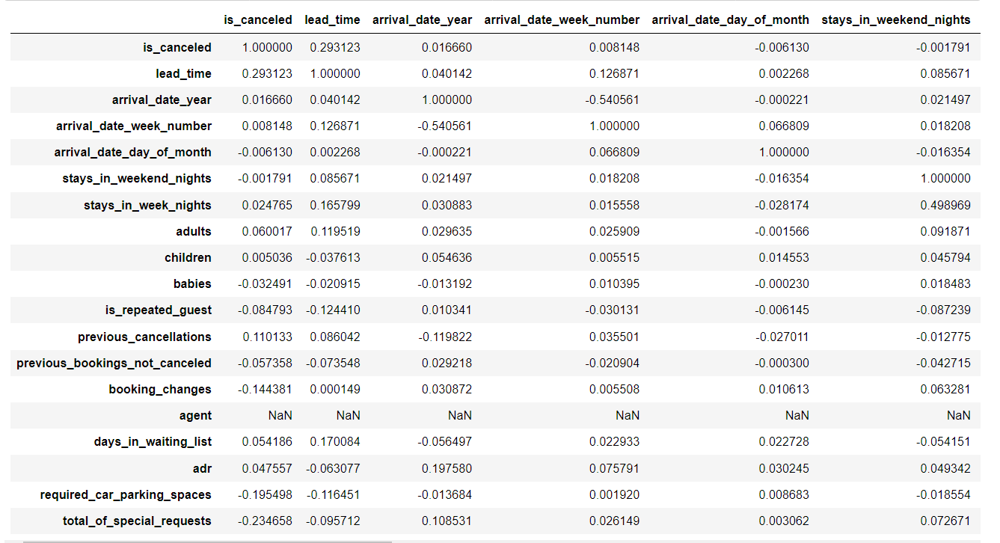 is_canceled lead_time arrival_date_year arrival_date_week_number arrival_date_day_of_month stays_in_weekend_nights
is_canceled 1.000000 0.293123 0.016660 0.008148 -0.006130 -0.001791
lead_time 0.293123 1.000000 0.040142 0.126871 0.002268 0.085671
arrival_date_year 0.016660 0.040142 1.000000 -0.540561 -0.000221 0.021497
arrival_date_week_number 0.008148 0.126871 -0.540561 1.000000 0.066809 0.018208
arrival_date_day_of_month -0.006130 0.002268 -0.000221 0.066809 1.000000 -0.016354
stays_in_weekend_nights -0.001791 0.085671 0.021497 0.018208 -0.016354 1.000000
stays_in_week_nights 0.024765 0.165799 0.030883 0.015558 -0.028174 0.498969
adults 0.060017 0.119519 0.029635 0.025909 -0.001566 0.091871
children 0.005036 -0.037613 0.054636 0.005515 0.014553 0.045794
babies -0.032491 -0.020915 -0.013192 0.010395 -0.000230 0.018483
is_repeated_guest -0.084793 -0.124410 0.010341 -0.030131 -0.006145 -0.087239
previous_cancellations 0.110133 0.086042 -0.119822 0.035501 -0.027011 -0.012775
previous_bookings_not_canceled -0.057358 -0.073548 0.029218 -0.020904 -0.000300 -0.042715
booking_changes -0.144381 0.000149 0.030872 0.005508 0.010613 0.063281
agent NaN NaN NaN NaN NaN NaN
days_in_waiting_list 0.054186 0.170084 -0.056497 0.022933 0.022728 -0.054151
adr 0.047557 -0.063077 0.197580 0.075791 0.030245 0.049342
required_car_parking_spaces -0.195498 -0.116451 -0.013684 0.001920 0.008683 -0.018554
total_of_special_requests -0.234658 -0.095712 0.108531 0.026149 0.003062 0.072671